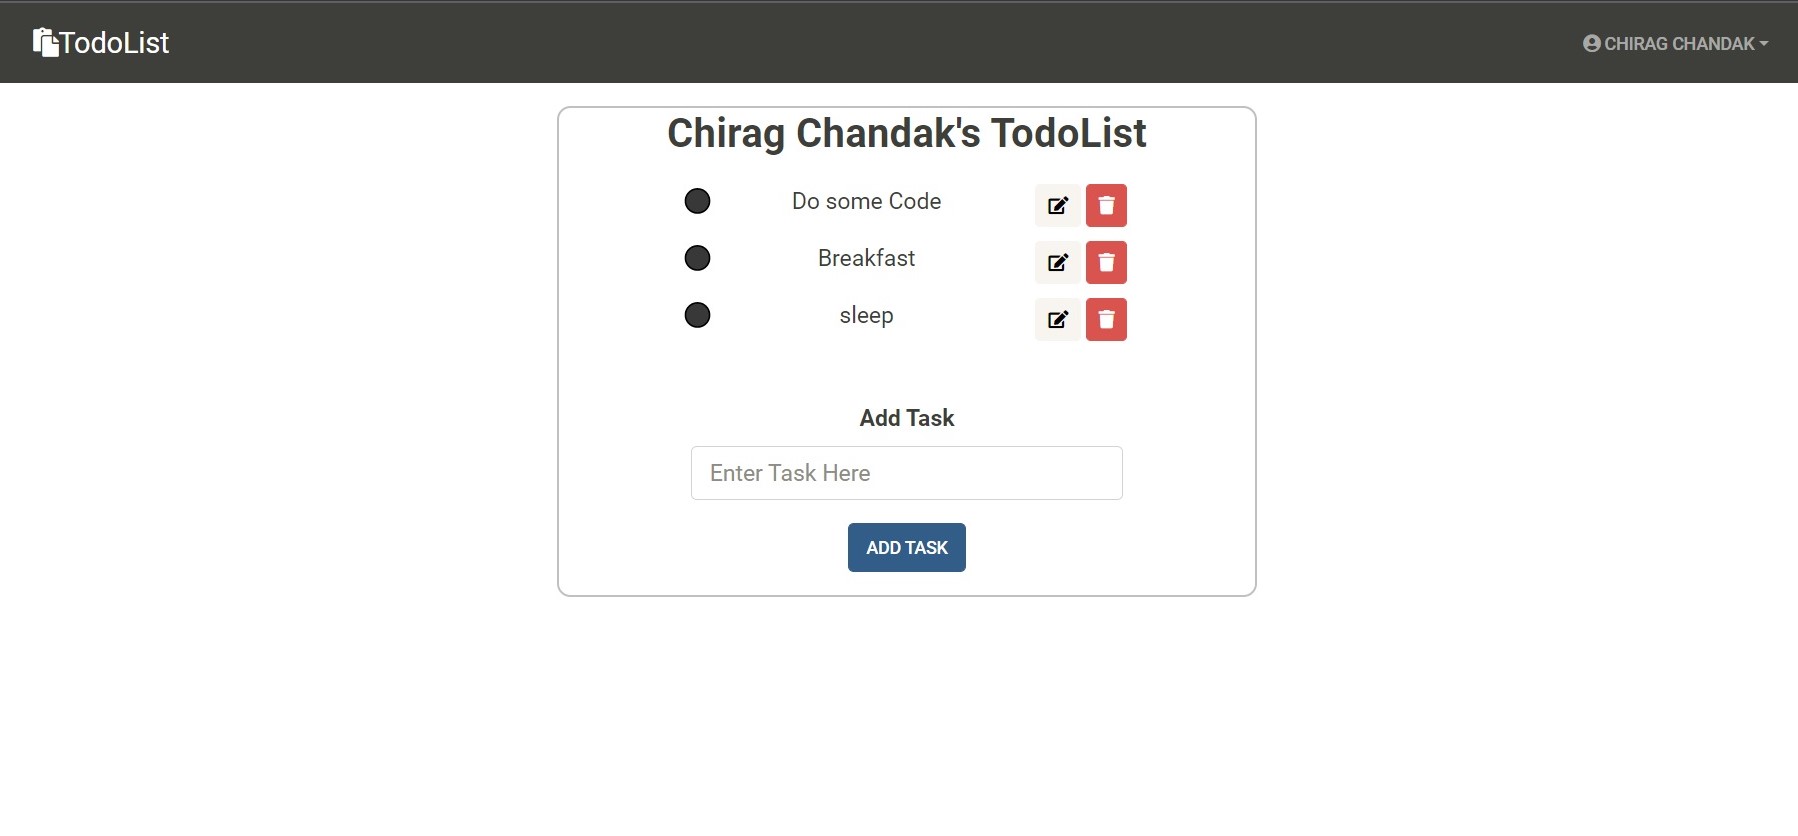 TodoList
CHIRAG CHANDAK
Chirag Chandak's TodoList
Do some Code
Breakfast
sleep
Add Task
Enter Task Here
ADD TASK